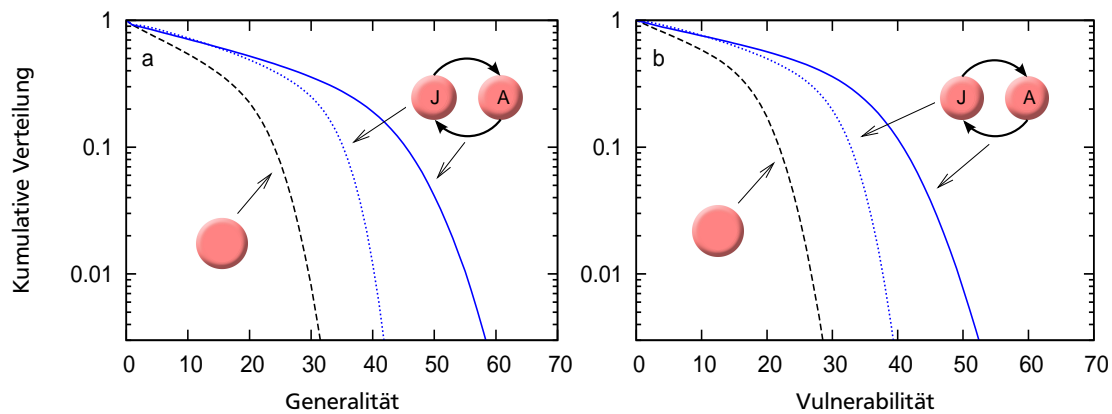 Kumulative Verteilung
1
0.1
0.01
a
J A
0 10 20 30 40 50 60 70
Generalität
1
0.1
0.01
b
J A
0 10 20 30 40 50 60 70
Vulnerabilität